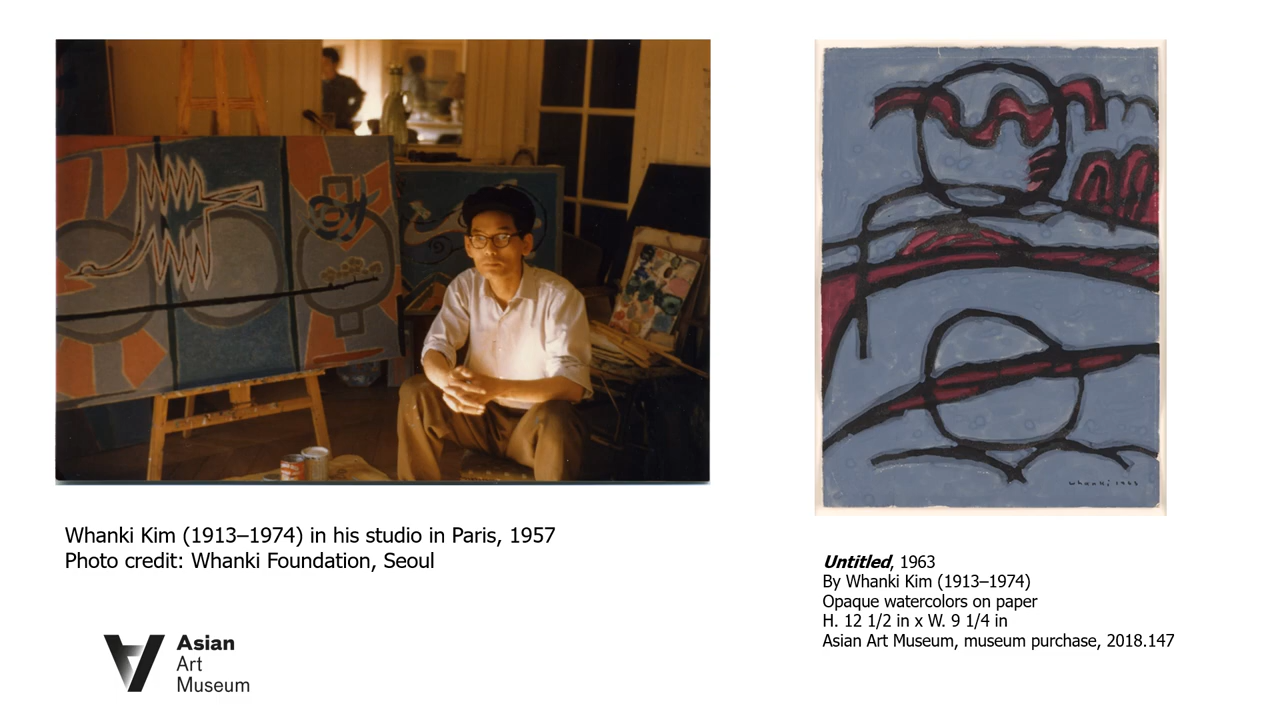 whanki 1963
Whanki Kim (1913–1974) in his studio in Paris, 1957
Photo credit: Whanki Foundation, Seoul
Untitled, 1963
By Whanki Kim (1913–1974)
Opaque watercolors on paper
H. 12 1/2 in x W. 9 1/4 in
Asian Art Museum, museum purchase, 2018.147
Asian
Art
Museum